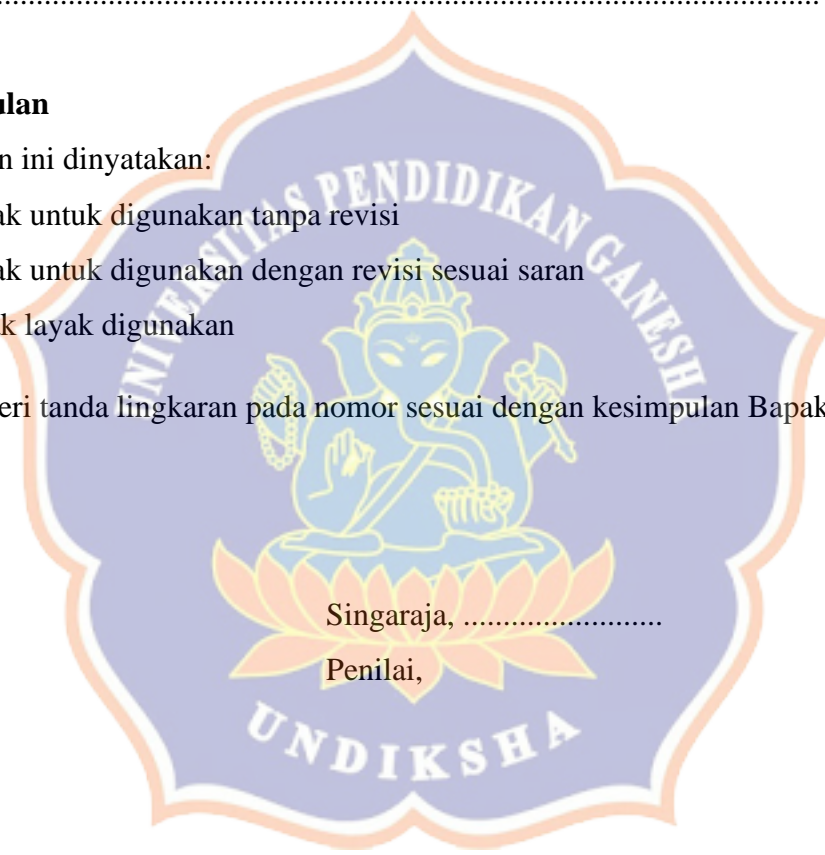 ........................................................................................................
ulan
n ini dinyatakan:
ak untuk digunakan tanpa revisi
ak untuk digunakan dengan revisi sesuai saran
k layak digunakan
eri tanda lingkaran pada nomor sesuai dengan kesimpulan Bapak
Singaraja, ........................
Penilai,
UNIVERSITAS PENDIDIKAN GANESHA
UNDIKSHA